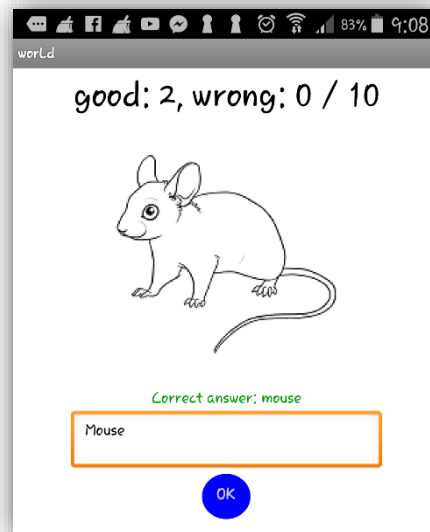 83% 9:08
world
good: 2, wrong: 0 / 10
Correct answer: mouse
Mouse
OK